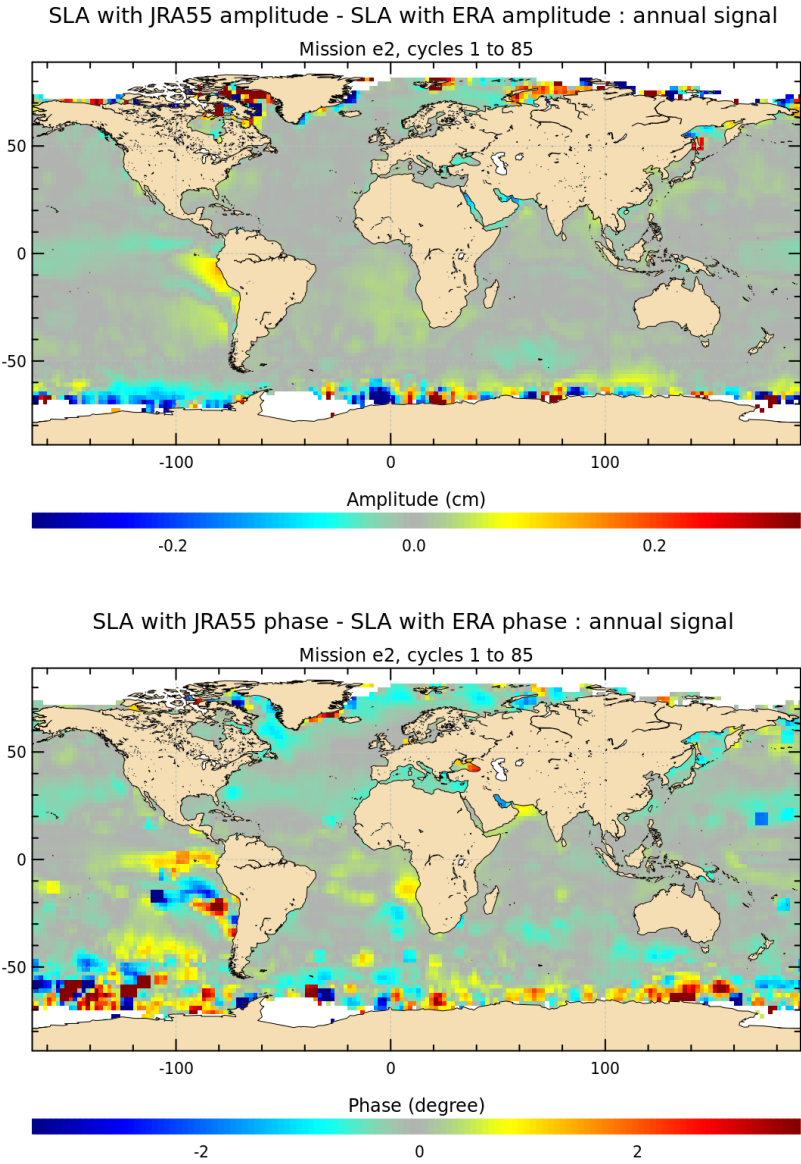 SLA with JRA55 amplitude - SLA with ERA amplitude : annual signal
Mission e2, cycles 1 to 85
50
0
-50
-100 0 100
Amplitude (cm)
-0.2 0.0 0.2
SLA with JRA55 phase - SLA with ERA phase : annual signal
Mission e2, cycles 1 to 85
50
0
-50
-100 0 100
Phase (degree)
-2 0 2